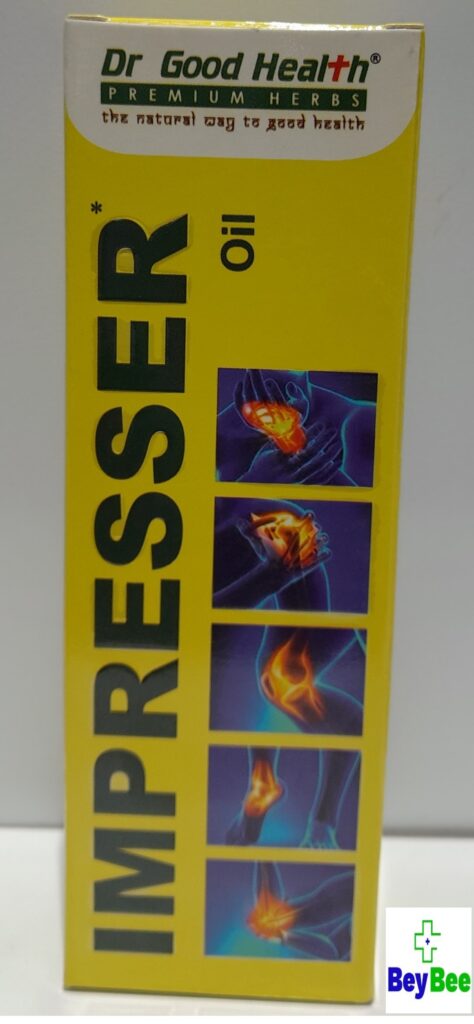 Dr Good Health®
PREMIUM HERBS
the natural way to good health
IMPRESSER*
Oil
BeyBee